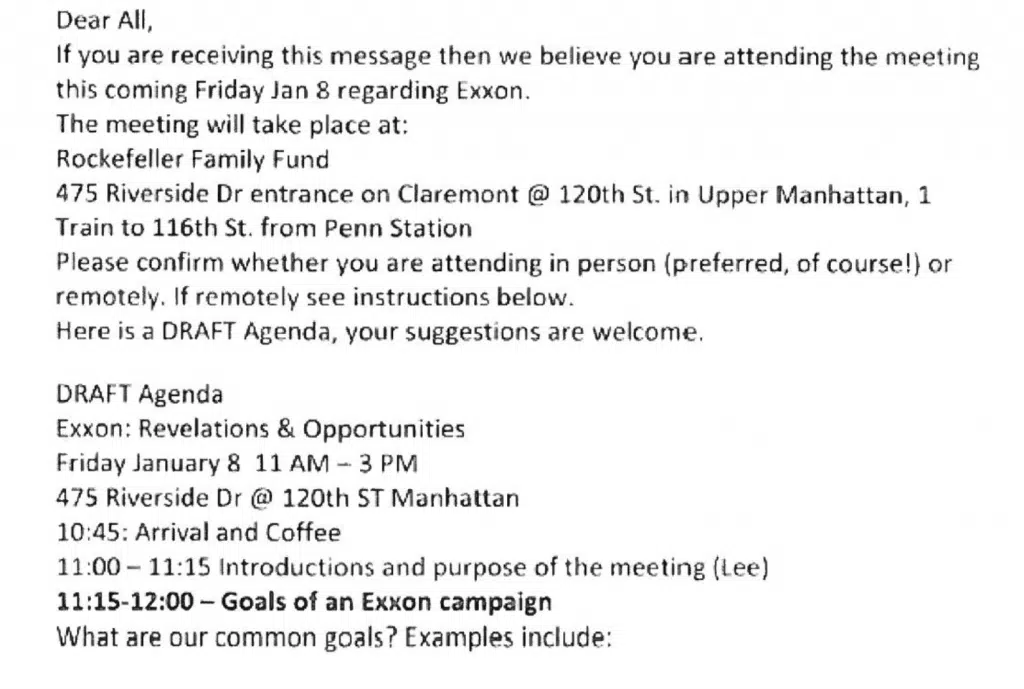 Dear All,
If you are receiving this message then we believe you are attending the meeting
this coming Friday Jan 8 regarding Exxon.
The meeting will take place at:
Rockefeller Family Fund
475 Riverside Dr entrance on Claremont @ 120th St. in Upper Manhattan, 1
Train to 116th St. from Penn Station
Please confirm whether you are attending in person (preferred, of course!) or
remotely. If remotely see instructions below.
Here is a DRAFT Agenda, your suggestions are welcome.
DRAFT Agenda
Exxon: Revelations & Opportunities
Friday January 8  11 AM – 3 PM
475 Riverside Dr @ 120th ST Manhattan
10:45: Arrival and Coffee
11:00 – 11:15 Introductions and purpose of the meeting (Lee)
11:15-12:00 – Goals of an Exxon campaign
What are our common goals? Examples include: